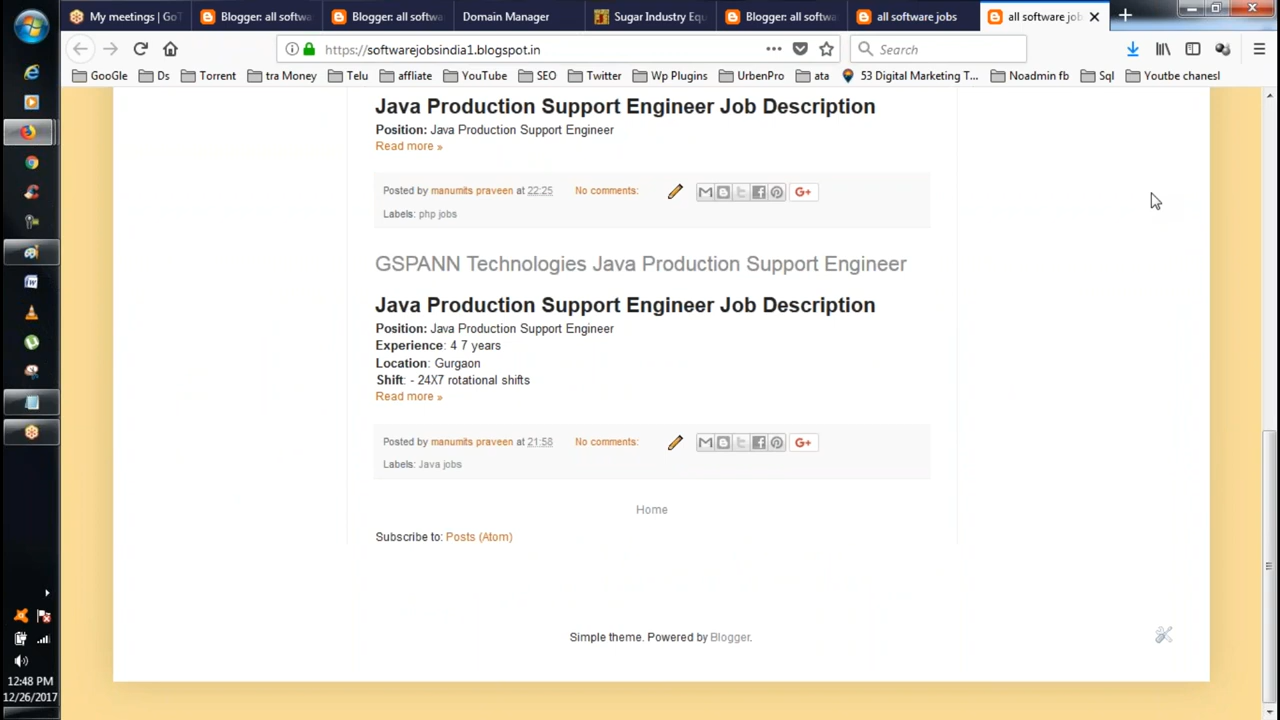 My meetings | GoT
Blogger: all softwa
Blogger: all softwa
Domain Manager
Sugar Industry Equ
Blogger: all softwa
all software jobs
all software job
https://softwarejobsindia1.blogspot.in
Search
GooGle
Ds
Torrent
tra Money
Telu
affliate
YouTube
SEO
Twitter
Wp Plugins
UrbenPro
ata
53 Digital Marketing T...
Noadmin fb
Sql
Youtbe chanesl
Java Production Support Engineer Job Description
Position: Java Production Support Engineer
Read more »
Posted by manumits praveen at 22:25 No comments:
G+
Labels: php jobs
GSPANN Technologies Java Production Support Engineer
Java Production Support Engineer Job Description
Position: Java Production Support Engineer
Experience: 4 7 years
Location: Gurgaon
Shift: - 24X7 rotational shifts
Read more »
Posted by manumits praveen at 21:58 No comments:
G+
Labels: Java jobs
Home
Subscribe to: Posts (Atom)
Simple theme. Powered by Blogger.
12:48 PM
12/26/2017